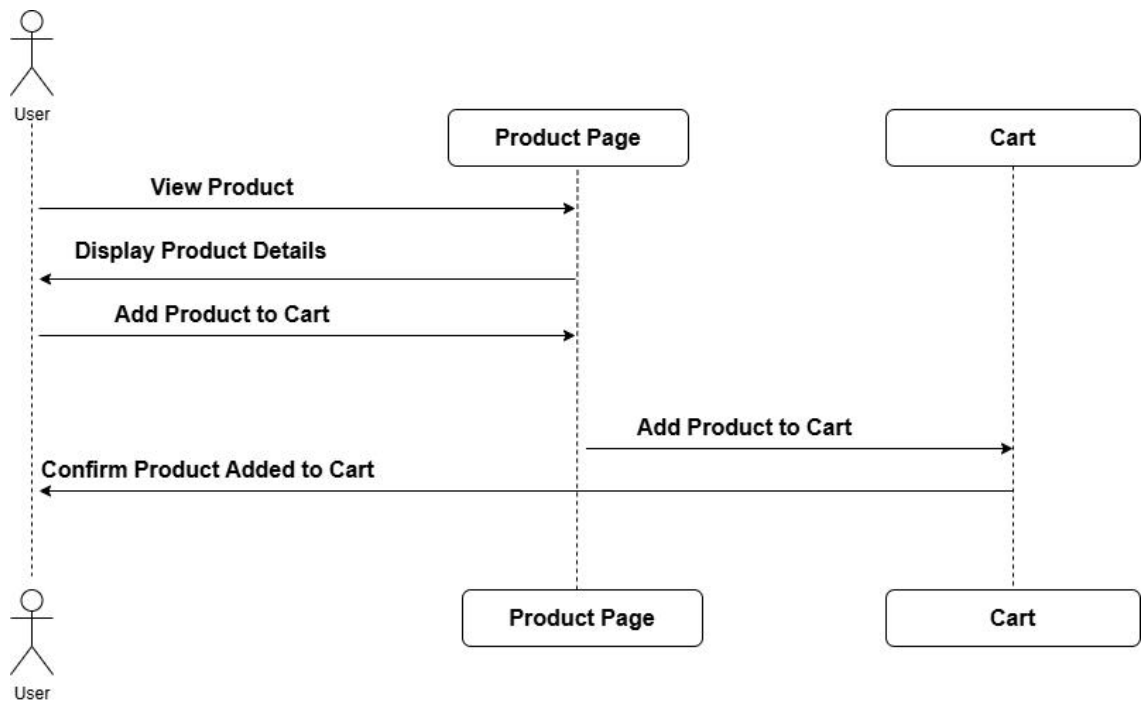 User
Product Page
Cart
View Product
Display Product Details
Add Product to Cart
Add Product to Cart
Confirm Product Added to Cart
Product Page
Cart
User